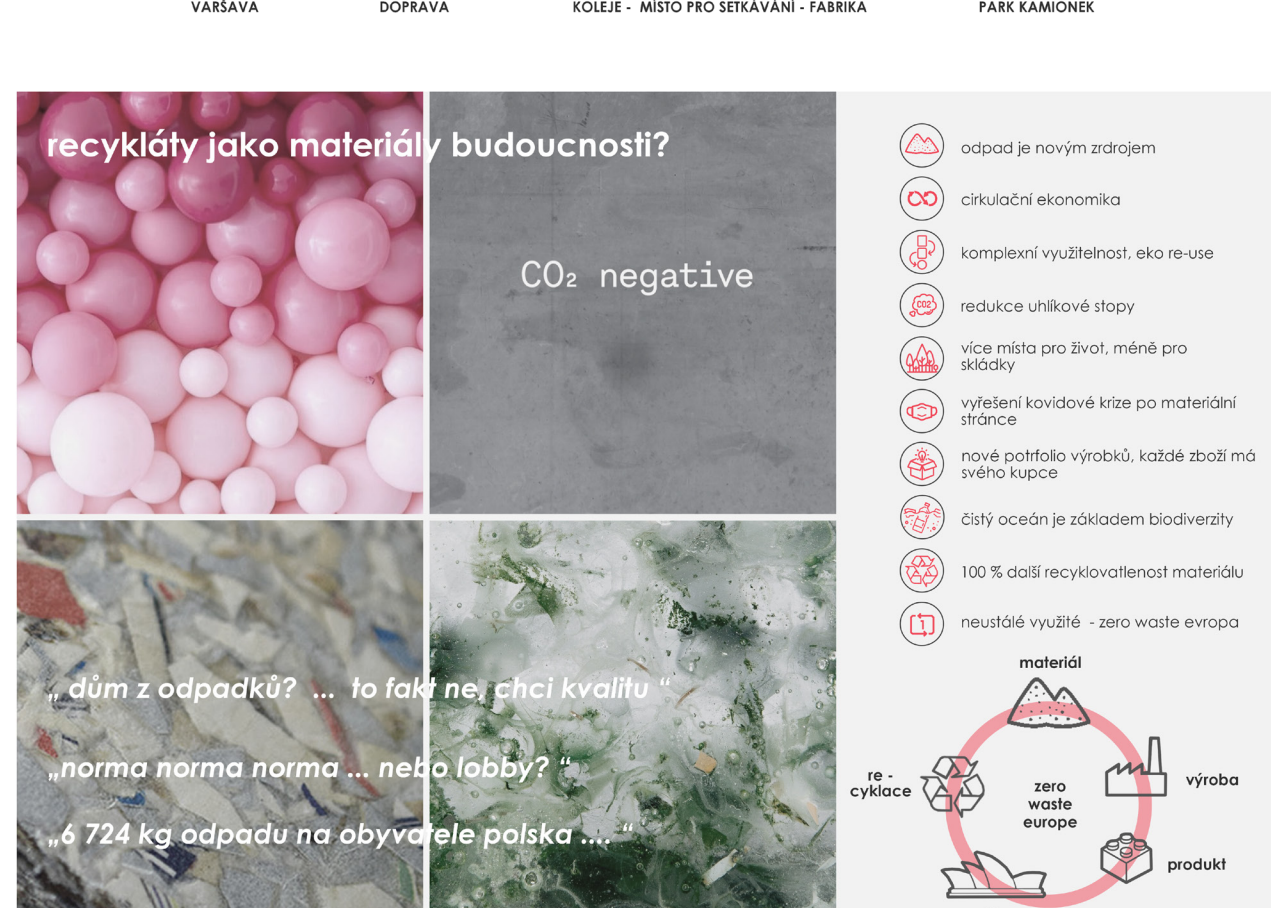 VARŠAVA
DOPRAVA
KOLEJE - MÍSTO PRO SETKÁVÁNÍ - FABRIKA
PARK KAMIONEK
recykláty jako materiály budoucnosti?
CO₂ negative
„ dům z odpadků? ... to fakt ne, chci kvalitu “
„norma norma norma ... nebo lobby? “
„6 724 kg odpadu na obyvatele polska .... “
odpad je novým zrdrojem
cirkulační ekonomika
komplexní využitelnost, eko re-use
CO2
redukce uhlíkové stopy
více místa pro život, méně pro
skládky
vyřešení kovidové krize po materiální
stránce
nové potrfolio výrobků, každé zboží má
svého kupce
čistý oceán je základem biodiverzity
100 % další recyklovatlenost materiálu
1
neustálé využité - zero waste evropa
materiál
re -
cyklace
zero
waste
europe
výroba
produkt